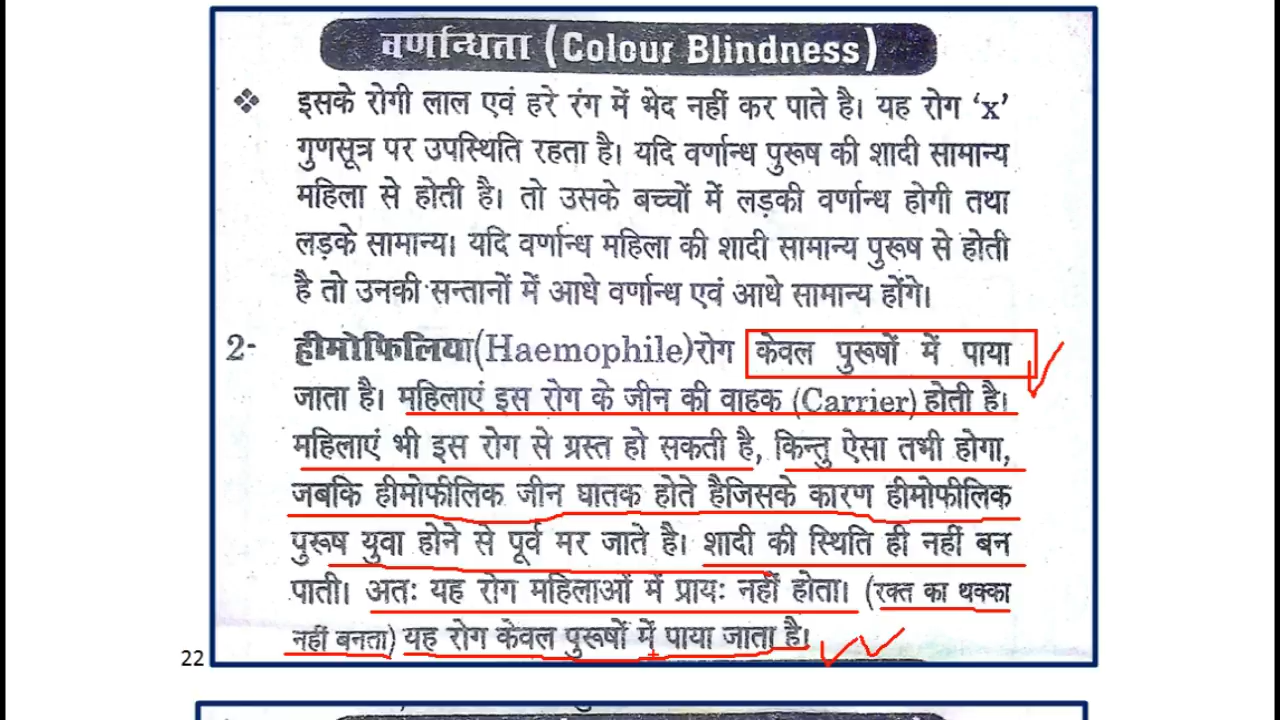 वर्णान्धिता (Colour Blindness)
❖ इसके रोगी लाल एवं हरे रंग में भेद नहीं कर पाते है। यह रोग ‘x’
गुणसूत्र पर उपस्थिति रहता है। यदि वर्णान्ध पुरूष की शादी सामान्य
महिला से होती है। तो उसके बच्चों में लड़की वर्णान्ध होगी तथा
लड़के सामान्य। यदि वर्णान्ध महिला की शादी सामान्य पुरूष से होती
है तो उनकी सन्तानों में आधे वर्णान्ध एवं आधे सामान्य होंगे।
2- हीमोफिलिया(Haemophile)रोग केवल पुरूषों में पाया
जाता है। महिलाएं इस रोग के जीन की वाहक (Carrier) होती है।
महिलाएं भी इस रोग से ग्रस्त हो सकती है, किन्तु ऐसा तभी होगा,
जबकि हीमोफीलिक जीन घातक होते हैजिसके कारण हीमोफीलिक
पुरूष युवा होने से पूर्व मर जाते है। शादी की स्थिति ही नहीं बन
पाती। अतः यह रोग महिलाओं में प्रायः नहीं होता। (रक्त का थक्का
नहीं बनता) यह रोग केवल पुरूषों में पाया जाता है।
22